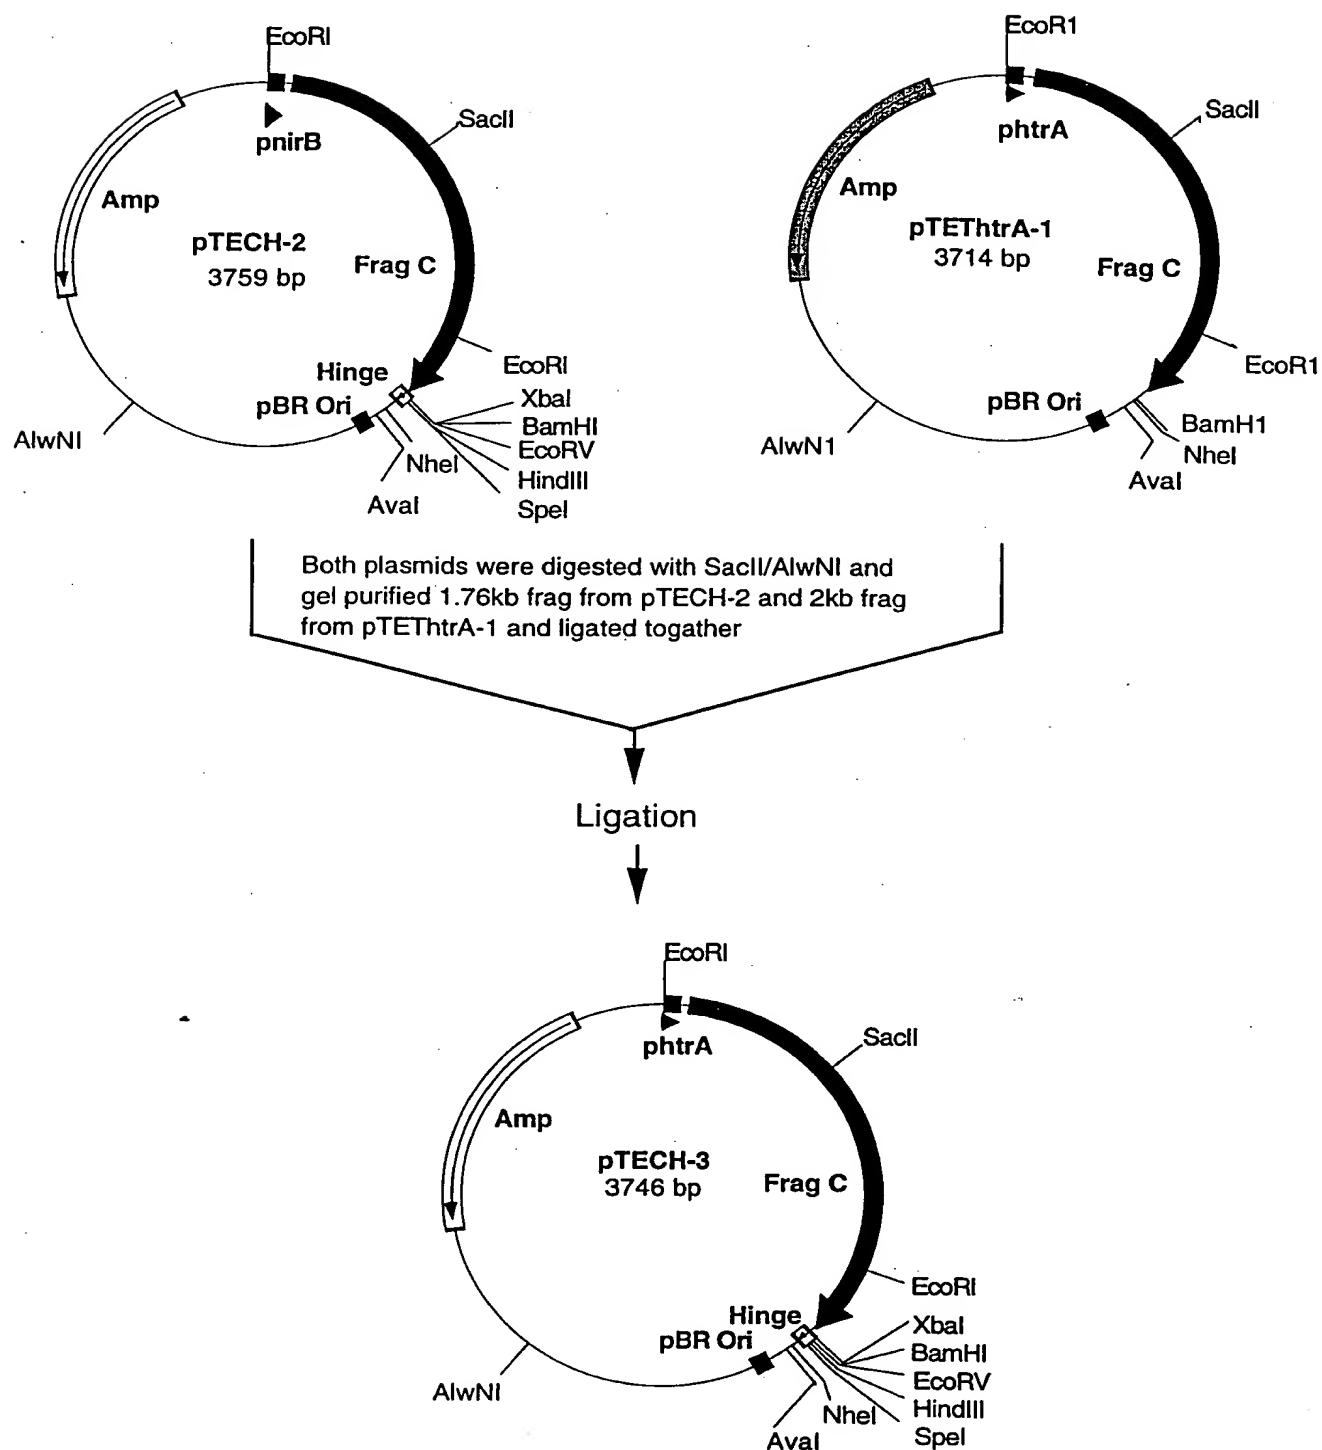 EcoRI
SacII
pnirB
Amp
pTECH-2
3759 bp
Frag C
EcoRI
Hinge
XbaI
pBR Ori
BamHI
EcoRV
AlwNI
NheI
HindIII
AvaI
SpeI
EcoR1
SacII
phtrA
Amp
pTEThtrA-1
3714 bp
Frag C
EcoR1
pBR Ori
BamH1
AlwN1
NheI
AvaI
Both plasmids were digested with SacII/AlwNI and
gel purified 1.76kb frag from pTECH-2 and 2kb frag
from pTEThtrA-1 and ligated togather
Ligation
EcoRI
SacII
phtrA
Amp
pTECH-3
3746 bp
Frag C
EcoRI
Hinge
XbaI
pBR Ori
BamHI
EcoRV
AlwNI
HindIII
NheI
SpeI
AvaI